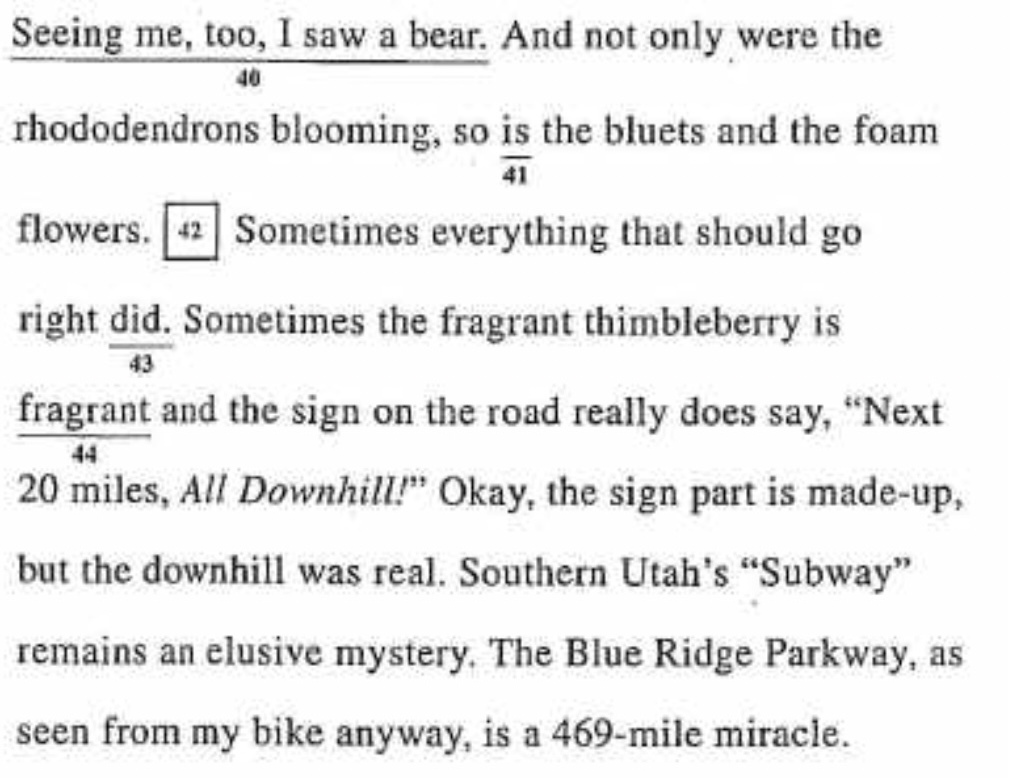 Seeing me, too, I saw a bear. And not only were the
40
rhododendrons blooming, so is the bluets and the foam
41
flowers. 42 Sometimes everything that should go
right did. Sometimes the fragrant thimbleberry is
43
fragrant and the sign on the road really does say, “Next
44
20 miles, All Downhill!” Okay, the sign part is made-up,
but the downhill was real. Southern Utah's “Subway”
remains an elusive mystery. The Blue Ridge Parkway, as
seen from my bike anyway, is a 469-mile miracle.